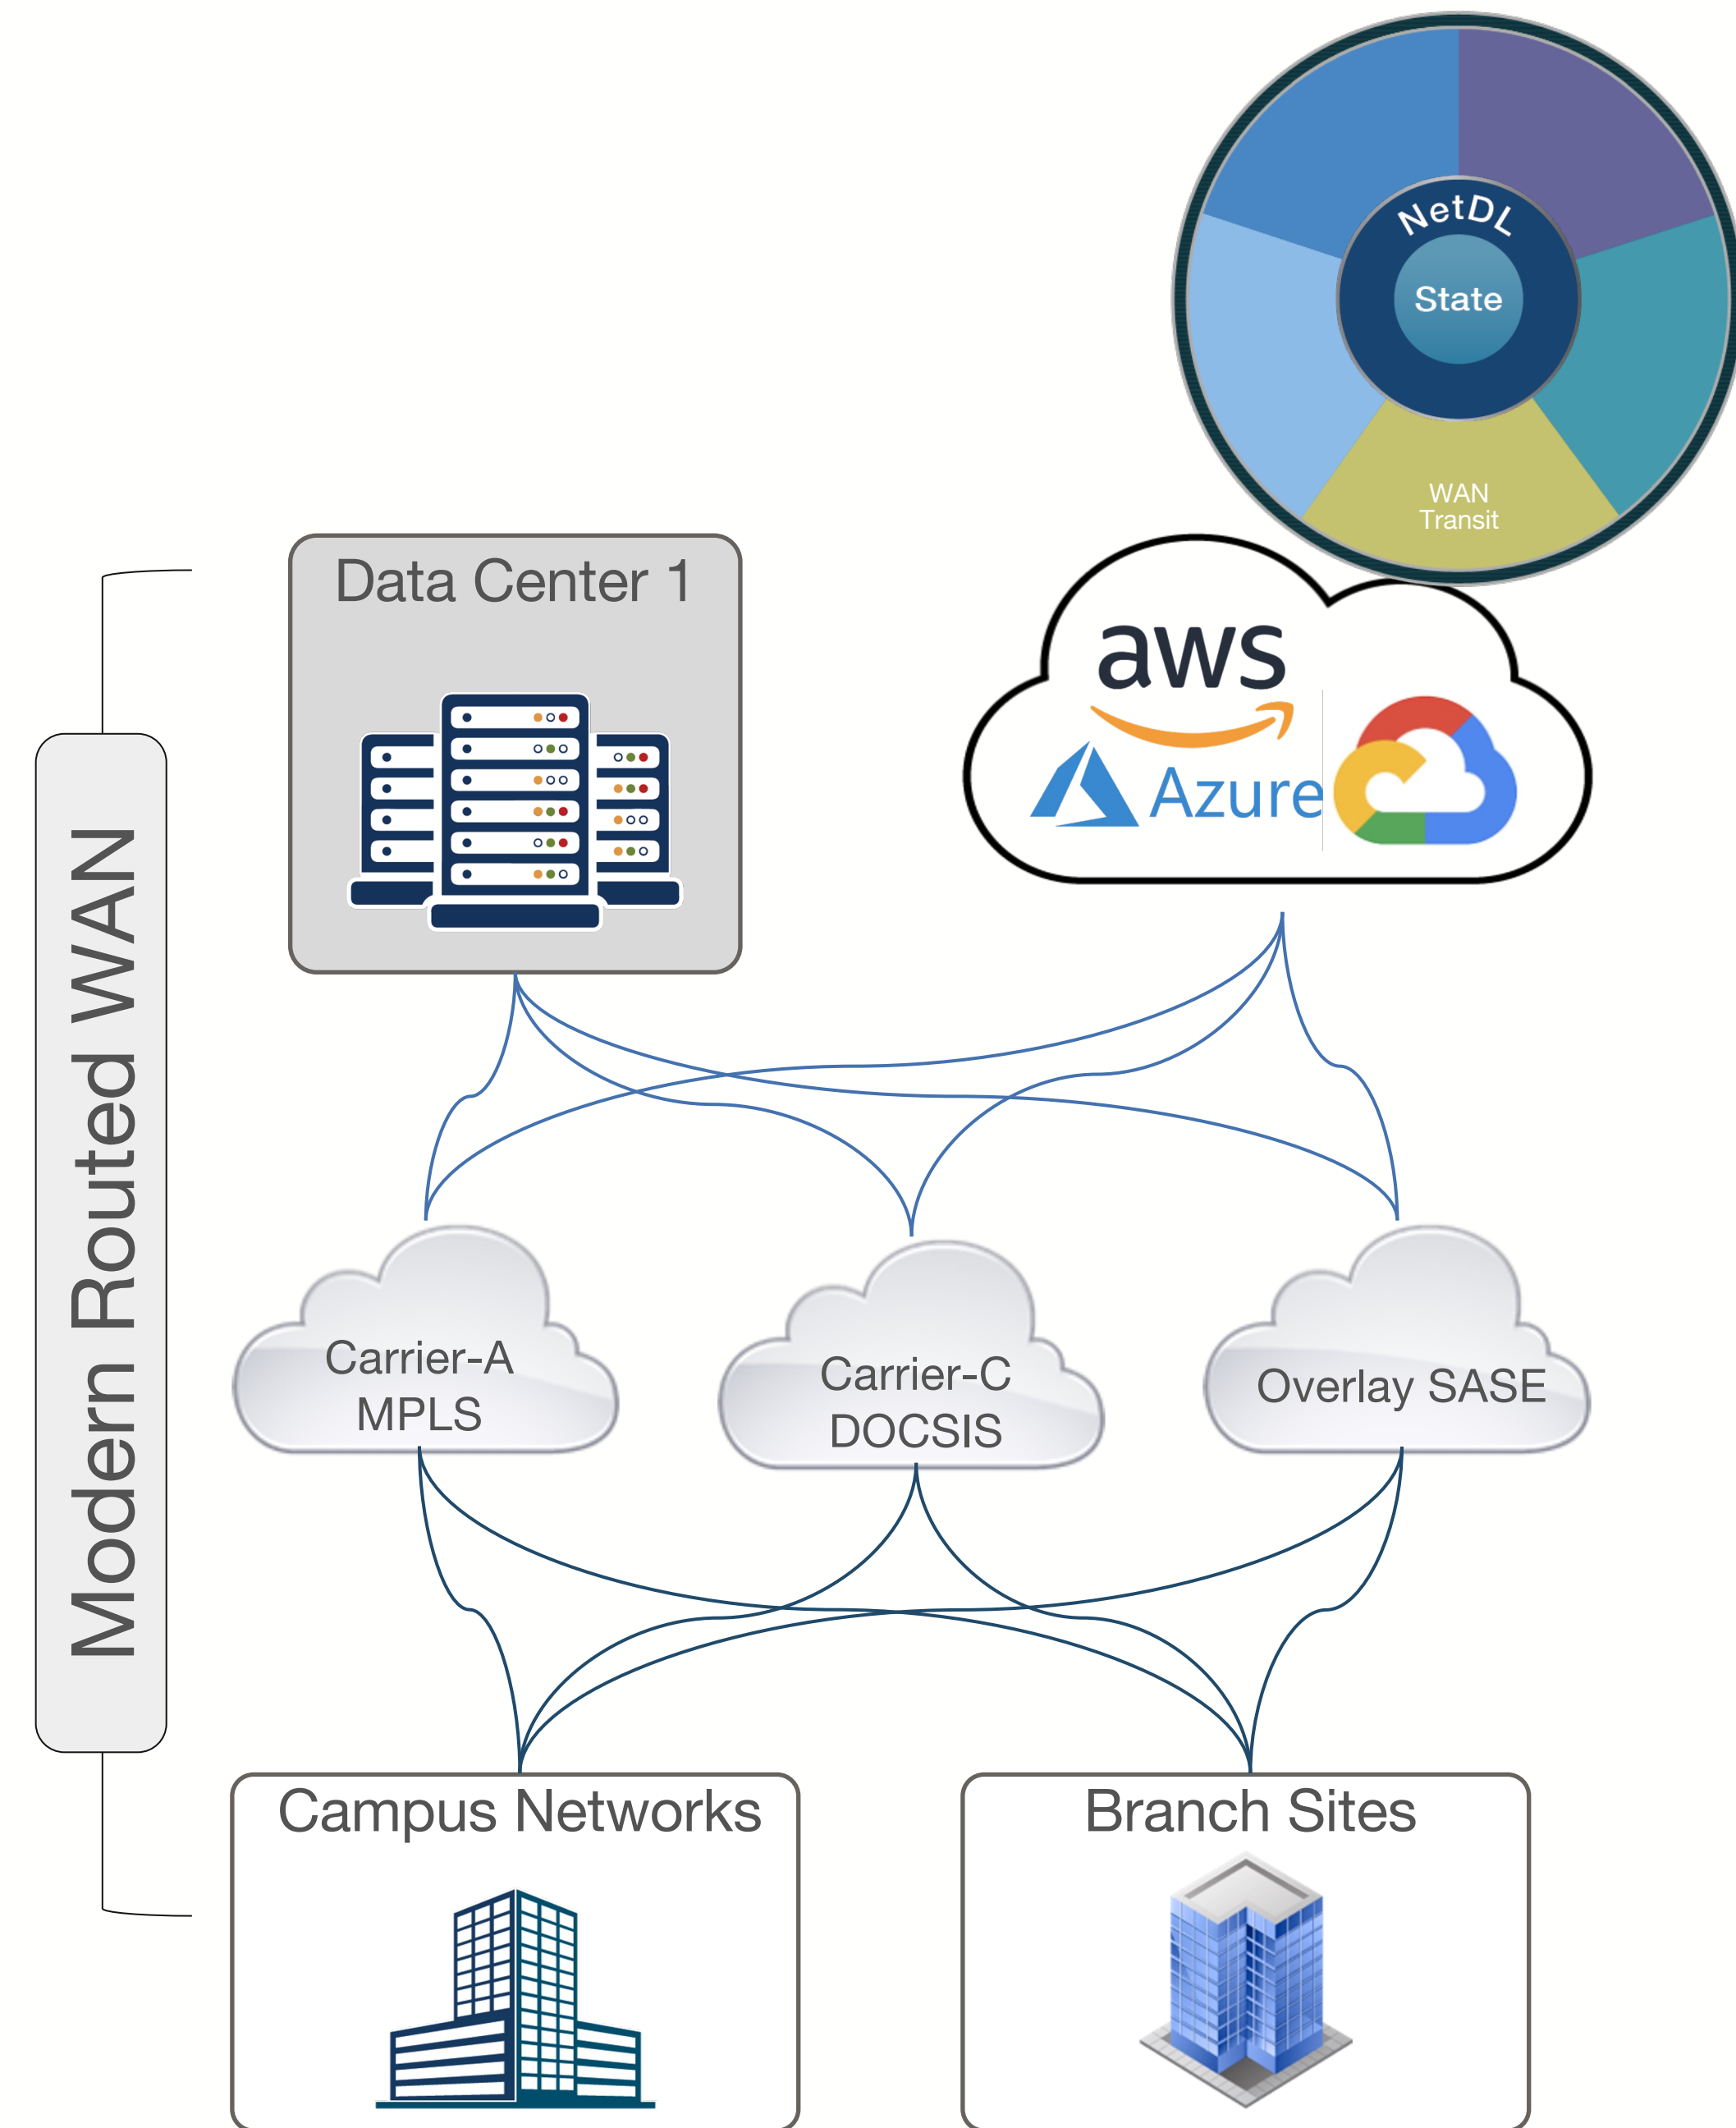 NetDL
State
WAN
Transit
Data Center 1
aws
Azure
Modern Routed WAN
Carrier-A
MPLS
Carrier-C
DOCSIS
Overlay SASE
Campus Networks
Branch Sites